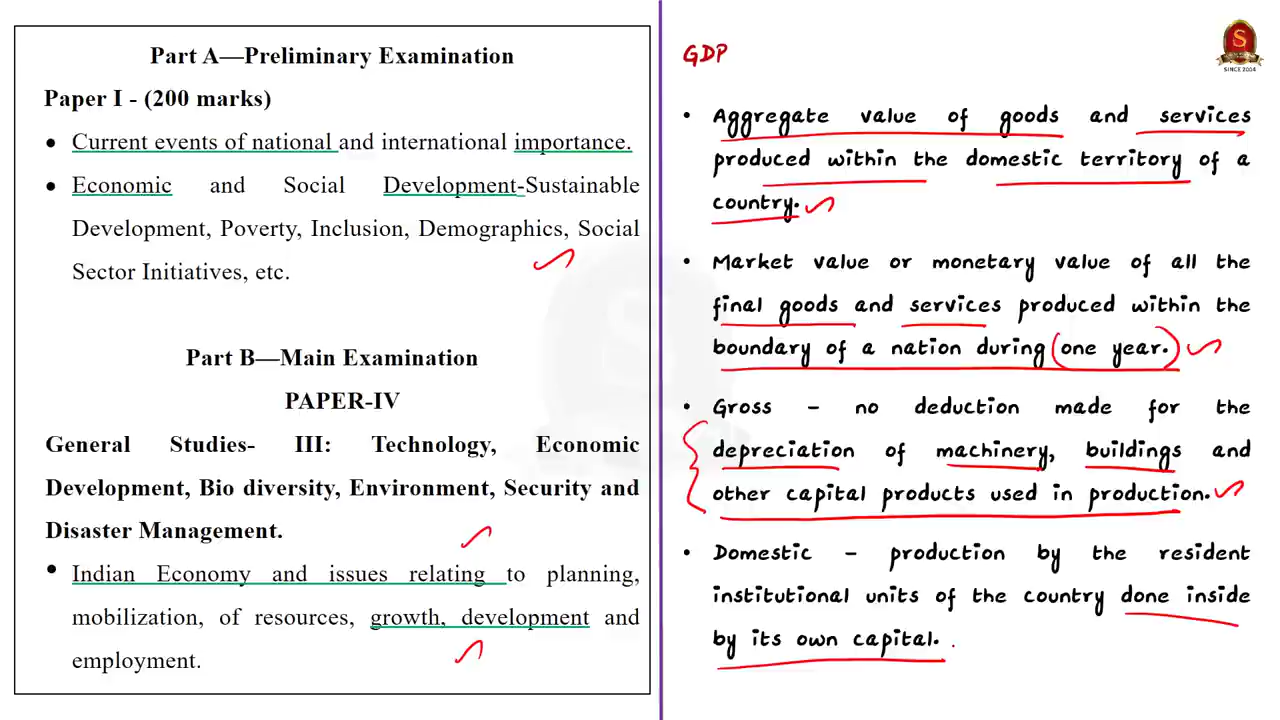 Part A—Preliminary Examination
Paper I - (200 marks)
• Current events of national and international importance.
• Economic and Social Development-Sustainable
Development, Poverty, Inclusion, Demographics, Social
Sector Initiatives, etc.
Part B—Main Examination
PAPER-IV
General Studies- III: Technology, Economic
Development, Bio diversity, Environment, Security and
Disaster Management.
• Indian Economy and issues relating to planning,
mobilization, of resources, growth, development and
employment.
GDP
• Aggregate value of goods and services
produced within the domestic territory of a
country.
• Market value or monetary value of all the
final goods and services produced within the
boundary of a nation during (one year.)
• Gross – no deduction made for the
depreciation of machinery, buildings and
other capital products used in production.
• Domestic – production by the resident
institutional units of the country done inside
by its own capital.
S
SINCE 2004